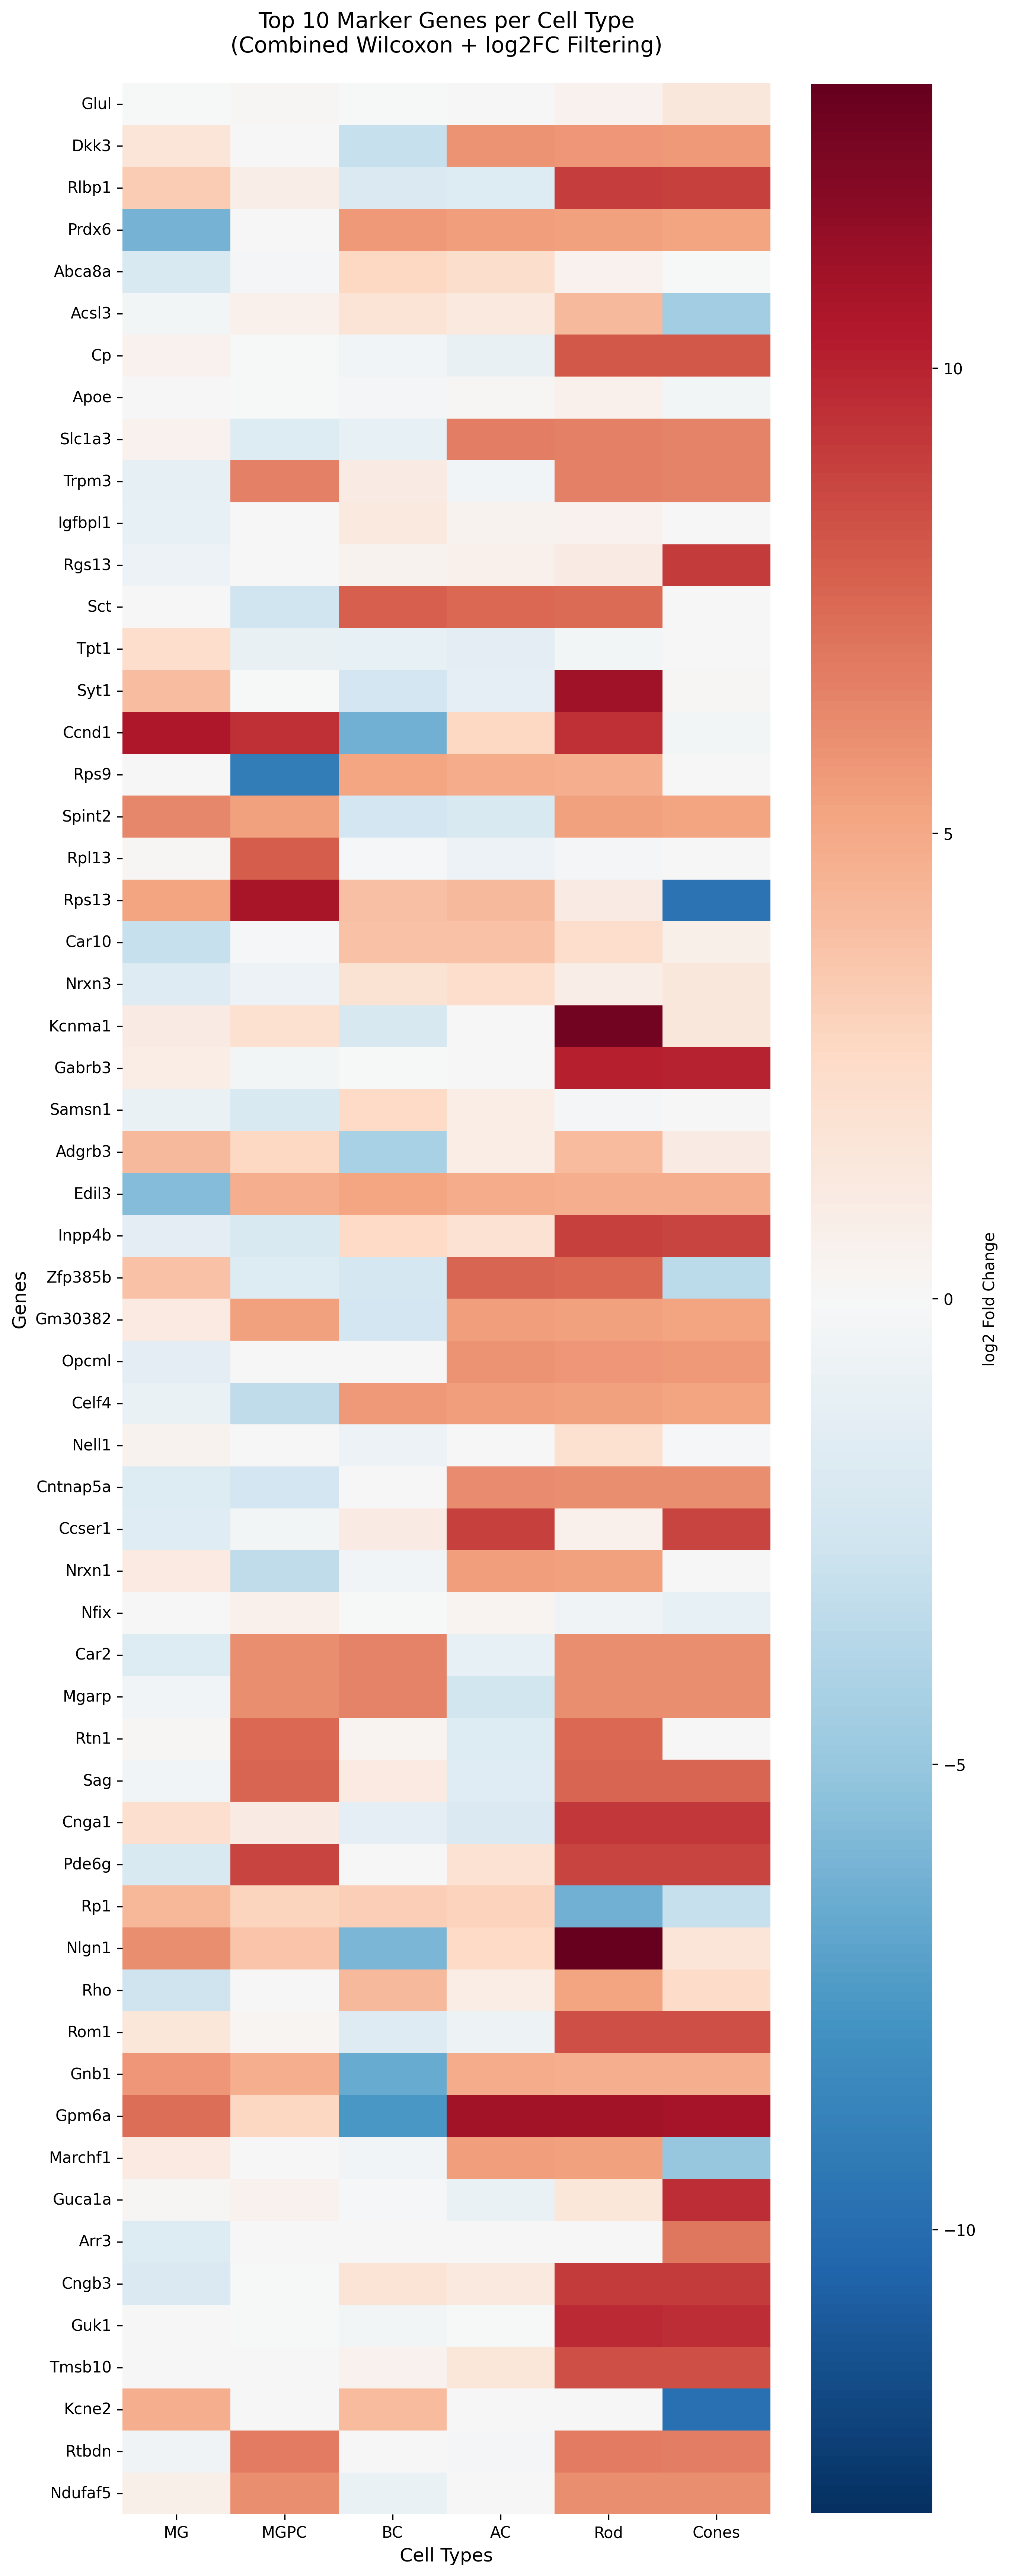 Top 10 Marker Genes per Cell Type
(Combined Wilcoxon + log2FC Filtering)
Genes
Glul
Dkk3
Rlbp1
Prdx6
Abca8a
Acsl3
Cp
Apoe
Slc1a3
Trpm3
Igfbpl1
Rgs13
Sct
Tpt1
Syt1
Ccnd1
Rps9
Spint2
Rpl13
Rps13
Car10
Nrxn3
Kcnma1
Gabrb3
Samsn1
Adgrb3
Edil3
Inpp4b
Zfp385b
Gm30382
Opcml
Celf4
Nell1
Cntnap5a
Ccser1
Nrxn1
Nfix
Car2
Mgarp
Rtn1
Sag
Cnga1
Pde6g
Rp1
Nlgn1
Rho
Rom1
Gnb1
Gpm6a
Marchf1
Guca1a
Arr3
Cngb3
Guk1
Tmsb10
Kcne2
Rtbdn
Ndufaf5
MG MGPC BC AC Rod Cones
Cell Types
10
5
0
−5
−10
log2 Fold Change